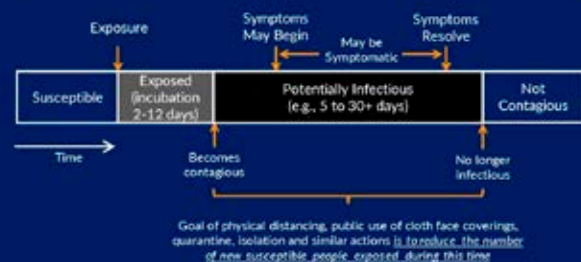 Symptoms
May Begin
Symptoms
Resolve
Exposure
May be
Symptomatic
Susceptible
Exposed
(incubation
2-12 days)
Potentially Infectious
(e.g., 5 to 30+ days)
Not
Contagious
Time
Becomes
contagious
No longer
infectious
Goal of physical distancing, public use of cloth face coverings,
quarantine, isolation and similar actions is to reduce the number
of new susceptible people exposed during this time